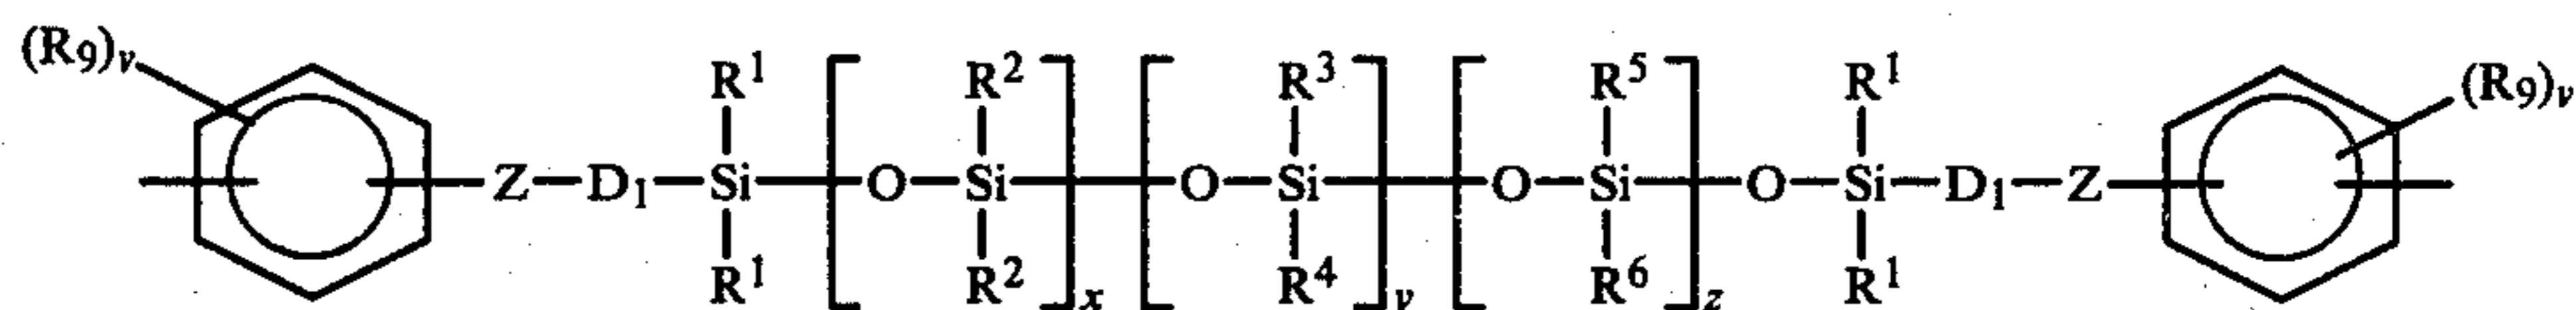 (R9)v R¹ [ R² ] [ R³ ] [ R⁵ ] R¹ (R9)v
Z—D₁—Si—O—Si—O—Si—O—Si—O—Si—D₁—Z
R¹ R² x R⁴ y R⁶ z R¹